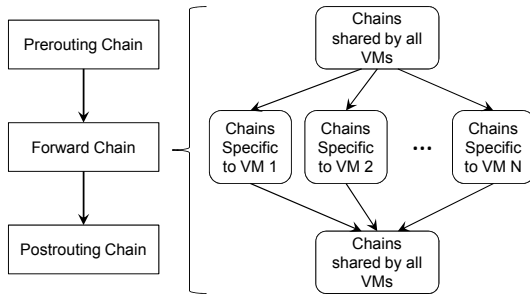 Prerouting Chain
Forward Chain
Postrouting Chain
Chains
shared by all
VMs
Chains
Specific
to VM 1
Chains
Specific
to VM 2
...
Chains
Specific
to VM N
Chains
shared by all
VMs